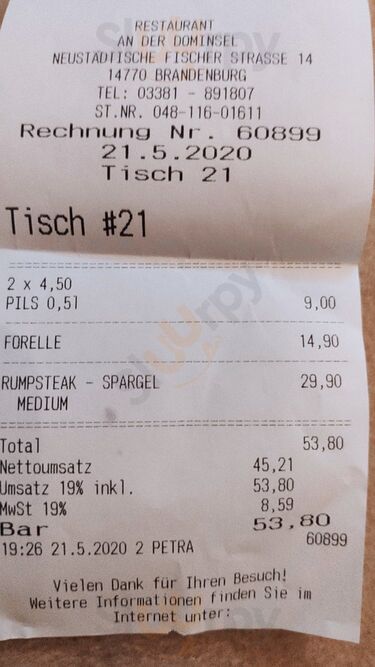 RESTAURANT
AN DER DOMINSEL
NEUSTÄDTISCHE FISCHER STRASSE 14
14770 BRANDENBURG
TEL: 03381 - 891807
ST.NR. 048-116-01611
Rechnung Nr. 60899
21.5.2020
Tisch 21
Tisch #21
2 x 4,50
PILS 0,5l 9,00
FORELLE 14,90
RUMPSTEAK - SPARGEL 29,90
MEDIUM
Total 53,80
Nettoumsatz 45,21
Umsatz 19% inkl. 53,80
MwSt 19% 8,59
Bar 53,80
19:26 21.5.2020 2 PETRA 60899
Vielen Dank für Ihren Besuch!
Weitere Informationen finden Sie im
Internet unter:
sluurpy